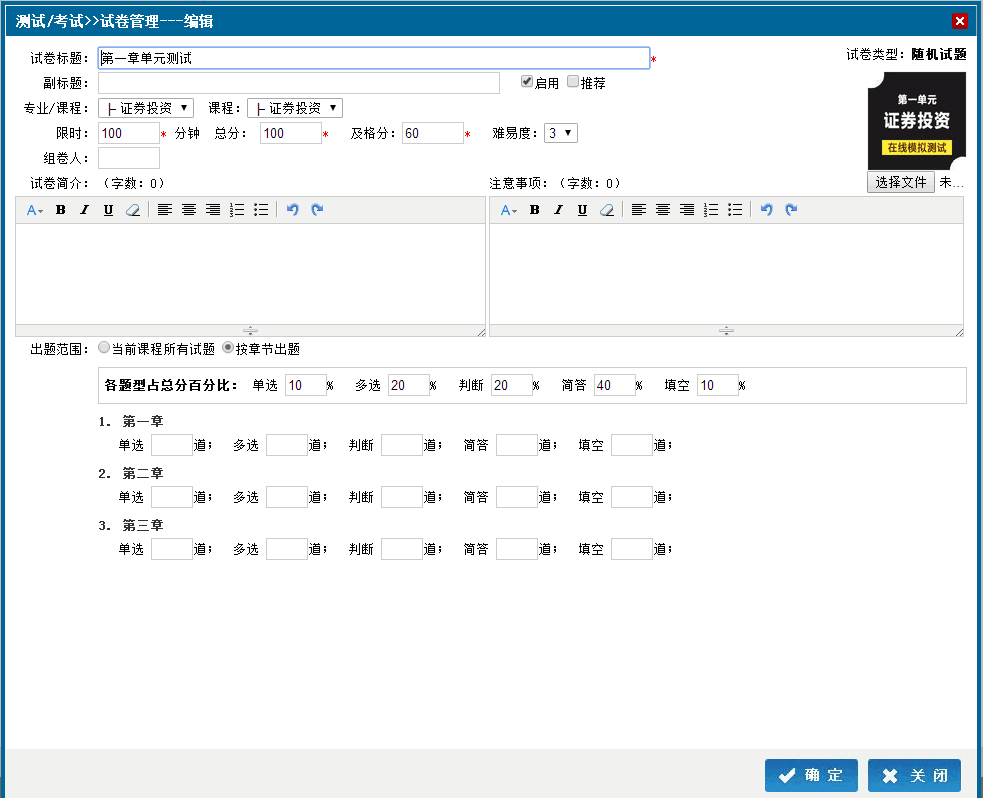 测试/考试>>试卷管理---编辑
试卷标题: 第一章单元测试 * 试卷类型: 随机试题
副标题: 启用 推荐
专业/课程: ├ 证券投资 课程: ├ 证券投资
限时: 100 * 分钟 总分: 100 * 及格分: 60 * 难易度: 3
组卷人:
第一单元
证券投资
在线模拟测试
选择文件 未...
试卷简介: (字数:0) 注意事项: (字数:0)
A B I U A B I U
出题范围: 当前课程所有试题 按章节出题
各题型占总分百分比: 单选 10 % 多选 20 % 判断 20 % 简答 40 % 填空 10 %
1. 第一章
单选 道; 多选 道; 判断 道; 简答 道; 填空 道;
2. 第二章
单选 道; 多选 道; 判断 道; 简答 道; 填空 道;
3. 第三章
单选 道; 多选 道; 判断 道; 简答 道; 填空 道;
确 定 关 闭